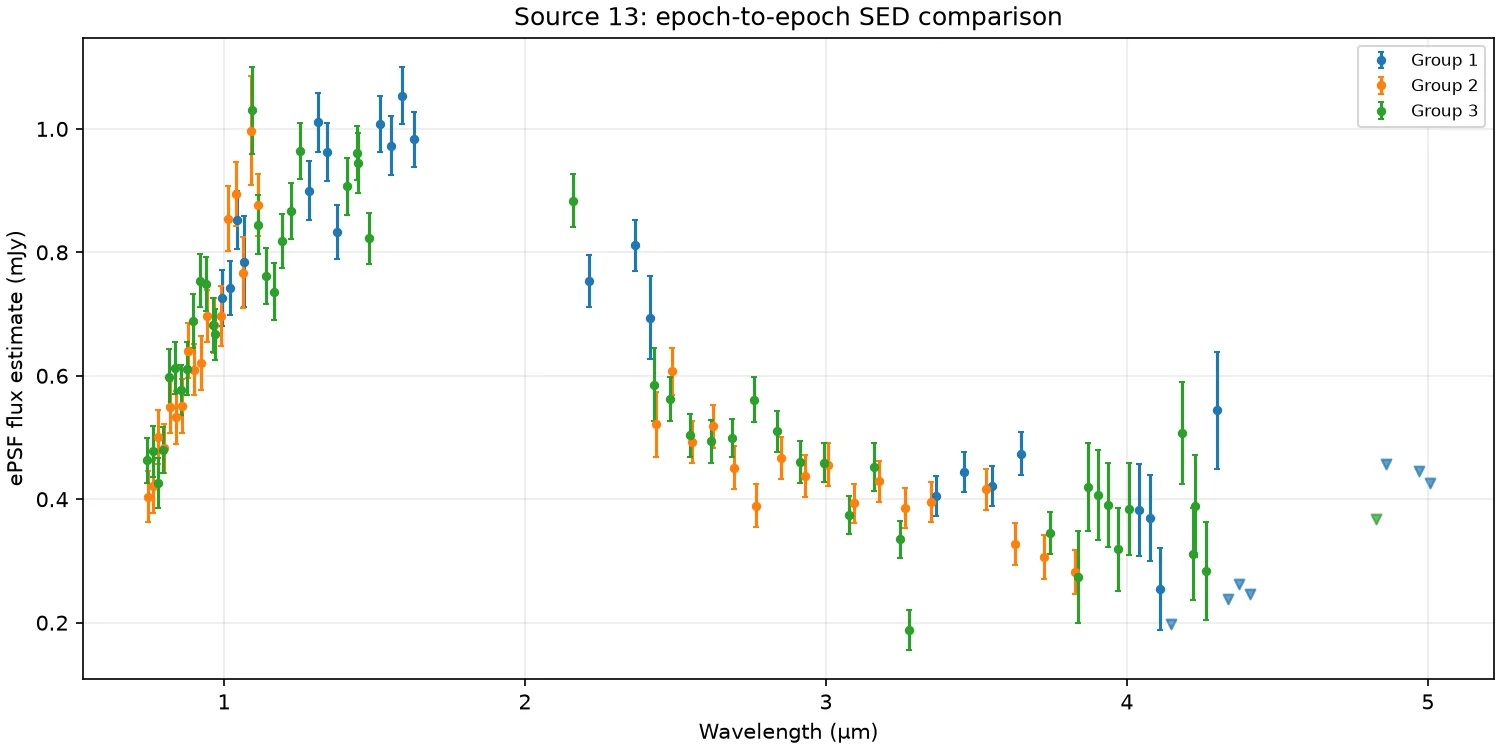 Source 13: epoch-to-epoch SED comparison
Group 1
Group 2
Group 3
ePSF flux estimate (mJy)
1.0
0.8
0.6
0.4
0.2
1 2 3 4 5
Wavelength (μm)